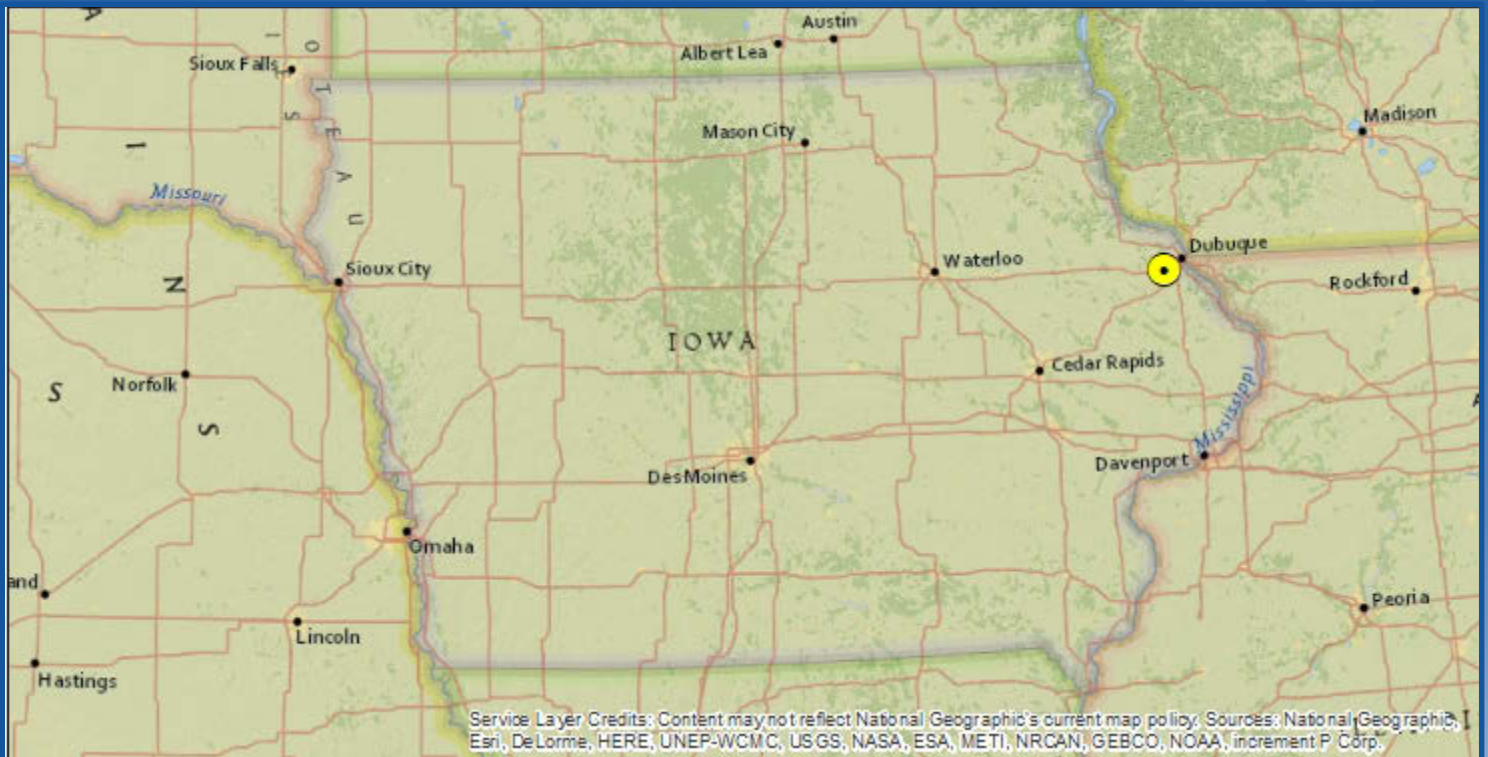 A
Austin
Albert Lea
Sioux Falls
I
O
T
S
E
A
U
Madison
Mason City
I
Missouri
Dubuque
Waterloo
Sioux City
N
Rockford
IOWA
Cedar Rapids
Norfolk
S
S
Mississippi
Davenport
Des Moines
Omaha
and
Peoria
Lincoln
Hastings
Service Layer Credits: Content may not reflect National Geographic's current map policy. Sources: National Geographic,
Esri, DeLorme, HERE, UNEP-WCMC, USGS, NASA, ESA, METI, NRCAN, GEBCO, NOAA, increment P Corp.